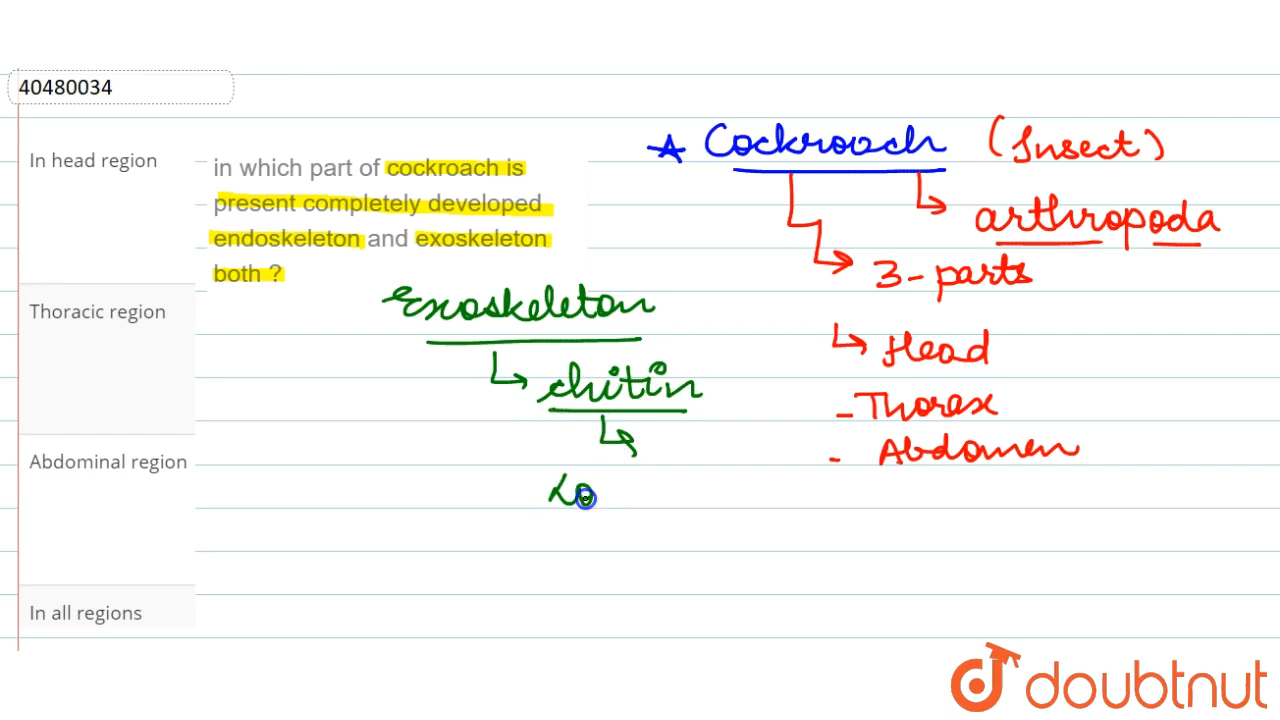 40480034
In head region
in which part of cockroach is
present completely developed
endoskeleton and exoskeleton
both ?
Thoracic region
Abdominal region
In all regions
Cockroach (Insect)
arthropoda
3-parts
Head
- Thorax
- Abdomen
Exoskeleton
chitin
doubtnut